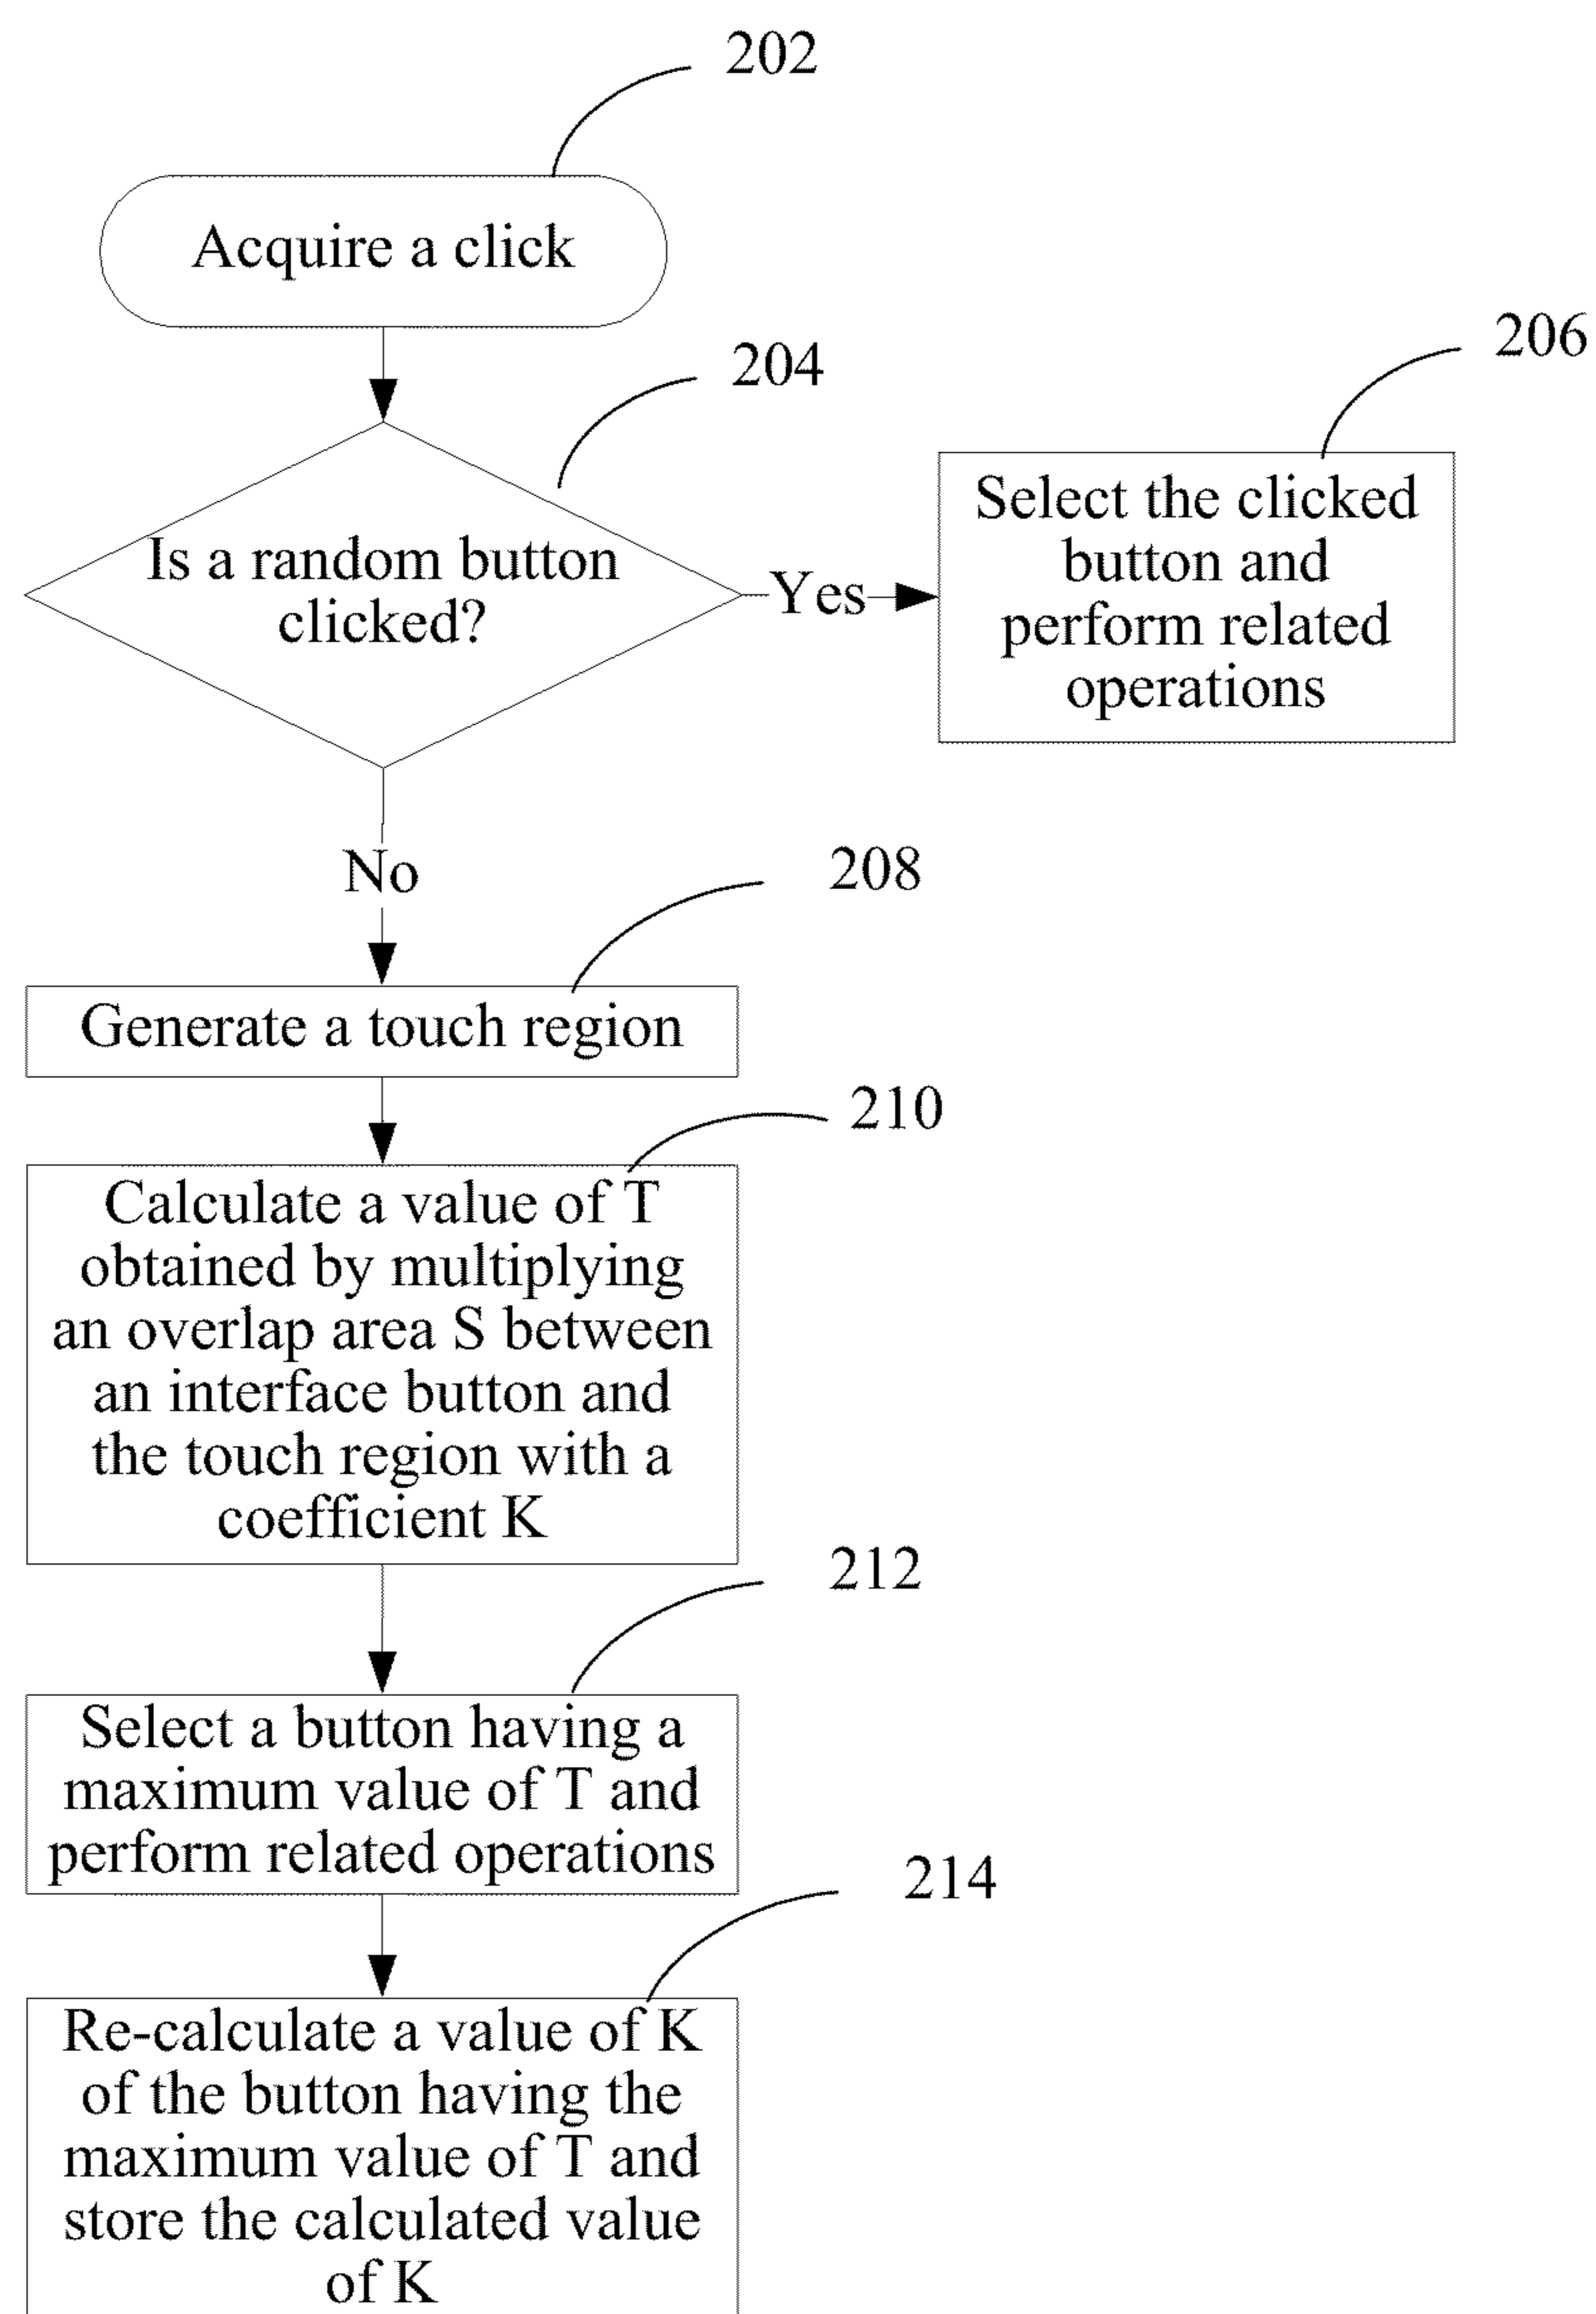 202
Acquire a click
204
206
Is a random button
clicked?
Yes
Select the clicked
button and
perform related
operations
No
208
Generate a touch region
210
Calculate a value of T
obtained by multiplying
an overlap area S between
an interface button and
the touch region with a
coefficient K
212
Select a button having a
maximum value of T and
perform related operations
214
Re-calculate a value of K
of the button having the
maximum value of T and
store the calculated value
of K